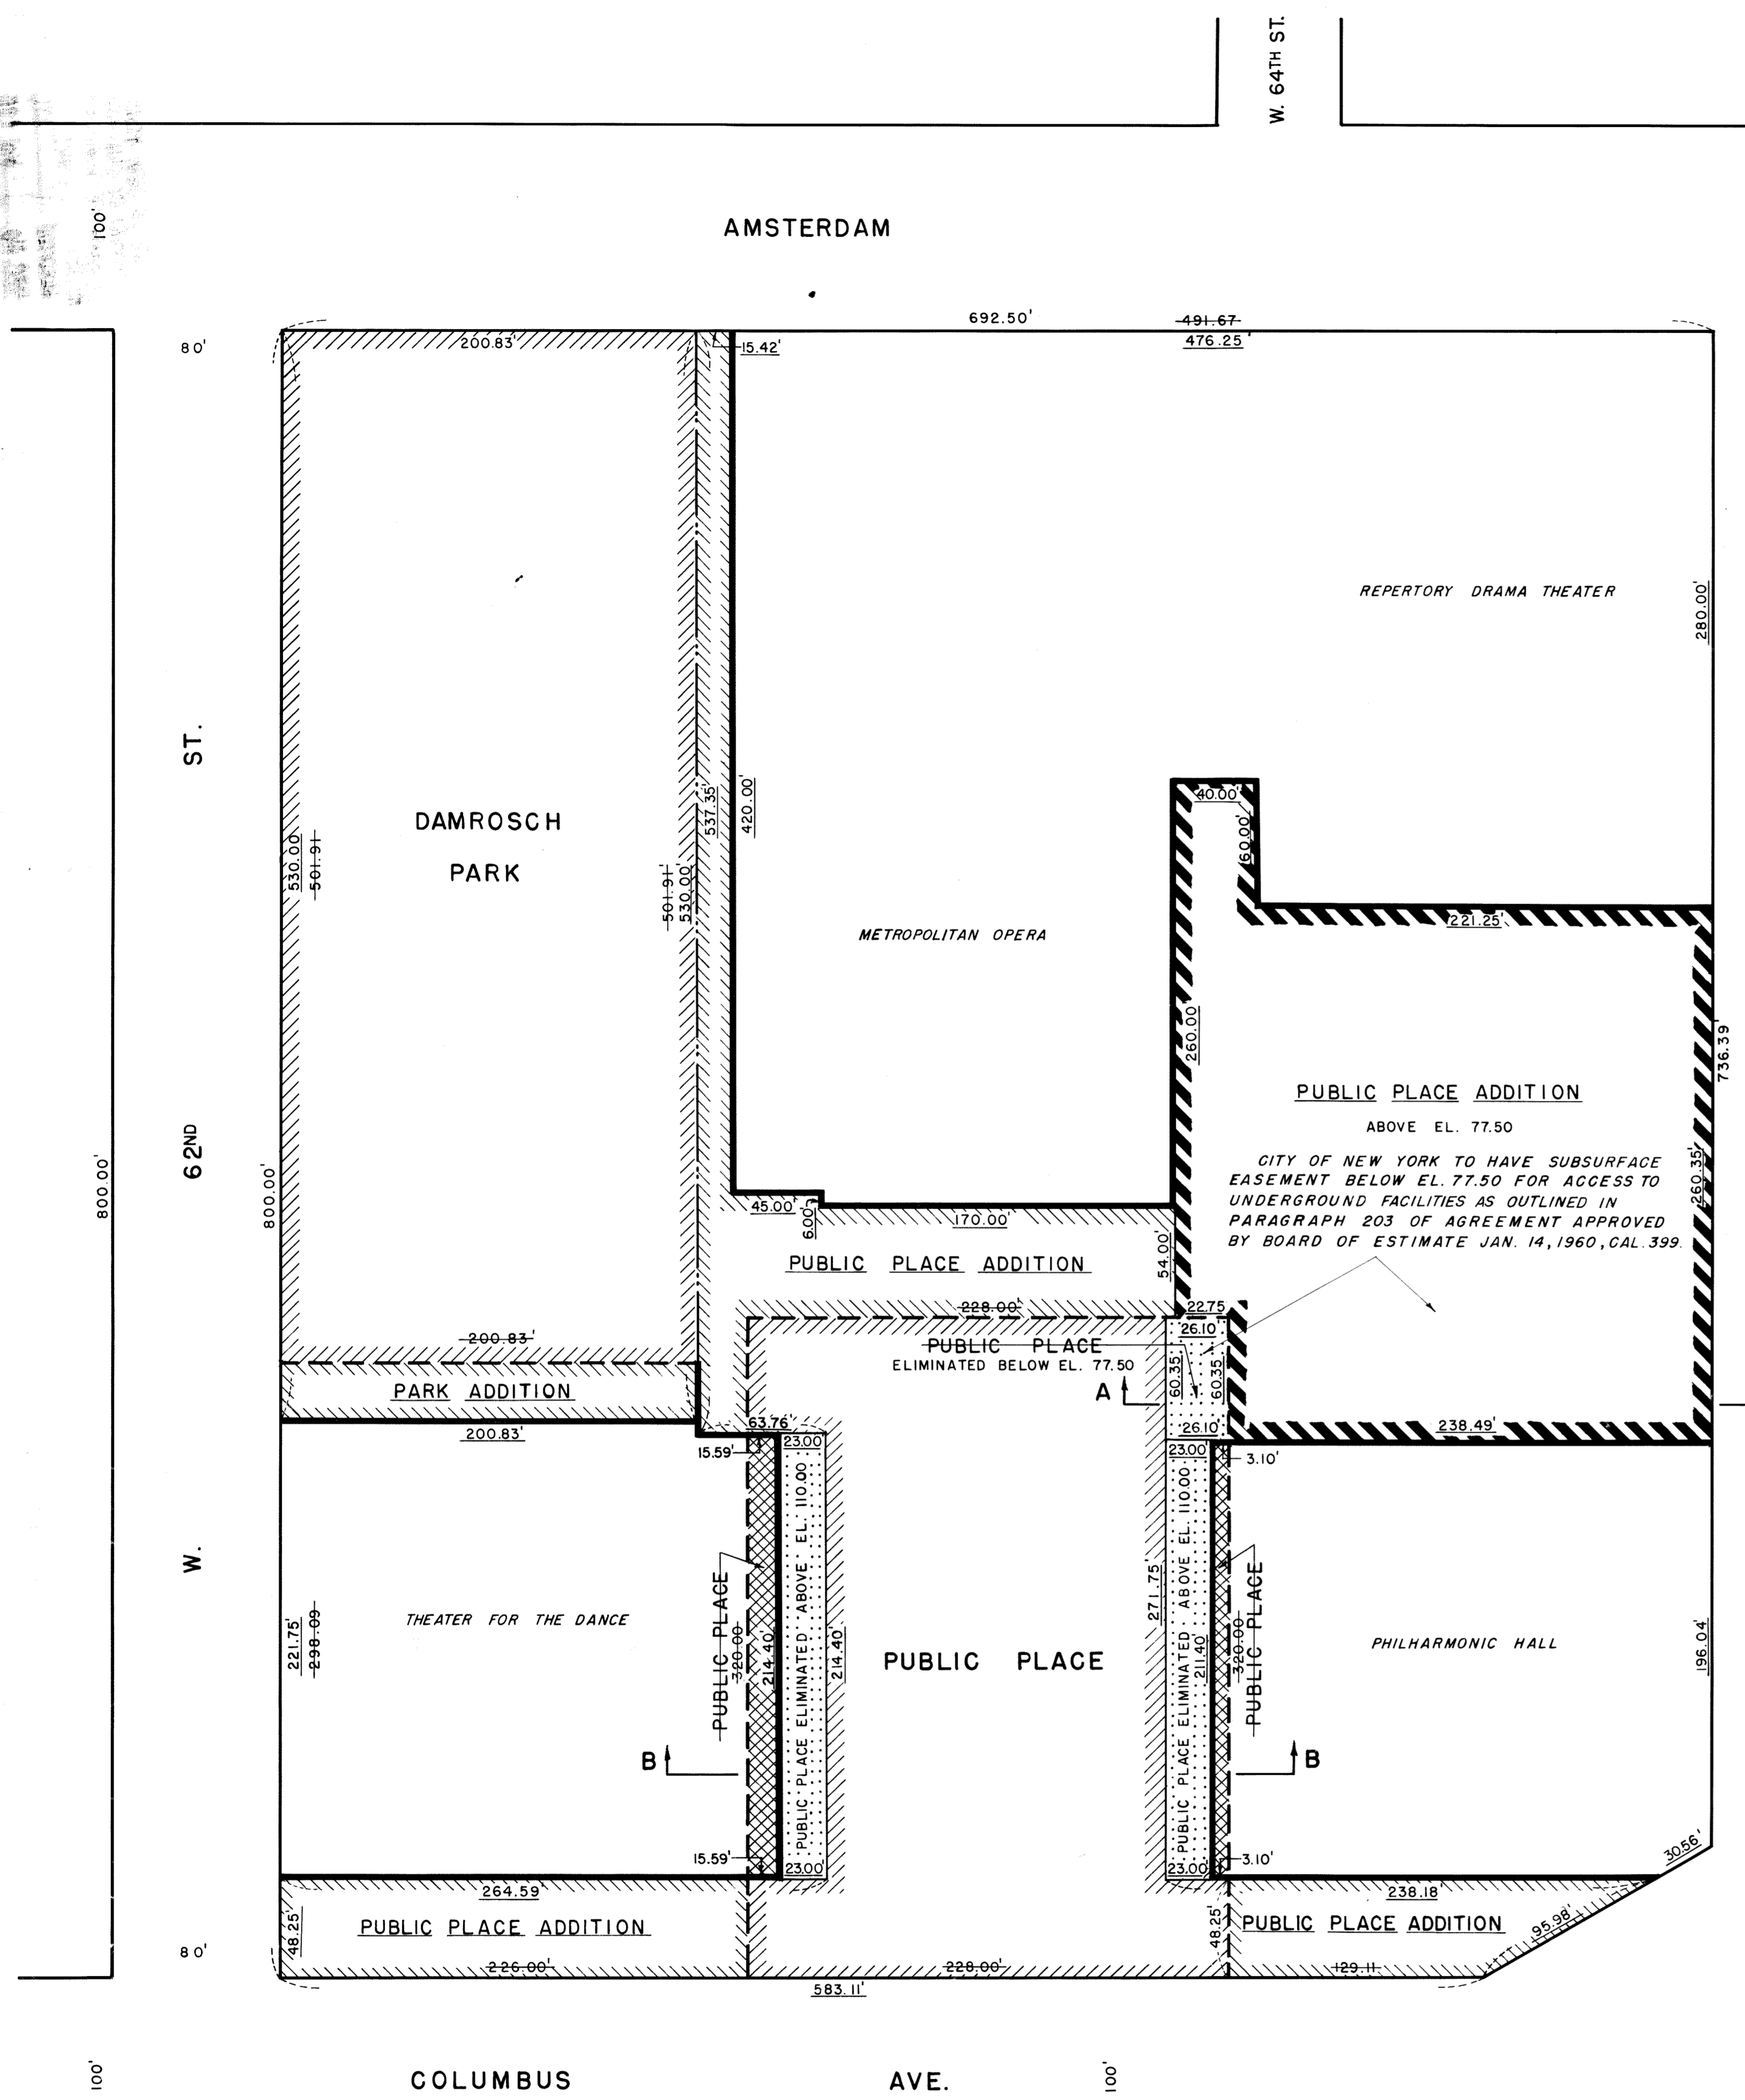 W. 64TH ST.
100'
AMSTERDAM
692.50'
491.67
476.25'
80'
200.83'
15.42'
REPERTORY DRAMA THEATER
280.00'
ST.
DAMROSCH
PARK
537.35'
420.00'
40.00'
60.00'
530.00'
501.91
501.91'
530.00'
221.25'
METROPOLITAN OPERA
260.00'
736.39'
PUBLIC PLACE ADDITION
ABOVE EL. 77.50
CITY OF NEW YORK TO HAVE SUBSURFACE
EASEMENT BELOW EL. 77.50 FOR ACCESS TO
UNDERGROUND FACILITIES AS OUTLINED IN
PARAGRAPH 203 OF AGREEMENT APPROVED
BY BOARD OF ESTIMATE JAN. 14, 1960, CAL. 399.
260.35'
62ND
800.00'
800.00'
45.00'
6.00'
170.00'
54.00'
PUBLIC PLACE ADDITION
228.00'
22.75
26.10'
PUBLIC PLACE
ELIMINATED BELOW EL. 77.50
A
60.35'
60.35'
200.83'
PARK ADDITION
200.83'
63.76'
15.59'
23.00'
26.10'
23.00'
3.10'
238.49'
W.
THEATER FOR THE DANCE
221.75'
298.09
PUBLIC PLACE
320.00
214.40'
PUBLIC PLACE ELIMINATED ABOVE EL. 110.00
214.40'
PUBLIC PLACE
271.75'
PUBLIC PLACE ELIMINATED ABOVE EL. 110.00
211.40'
320.00
PUBLIC PLACE
PHILHARMONIC HALL
196.04'
B
B
15.59'
23.00'
23.00'
3.10'
30.56'
264.59'
238.18'
48.25'
PUBLIC PLACE ADDITION
48.25'
PUBLIC PLACE ADDITION
95.98'
80'
226.00'
228.00'
129.11
583.11'
100'
COLUMBUS AVE.
100'